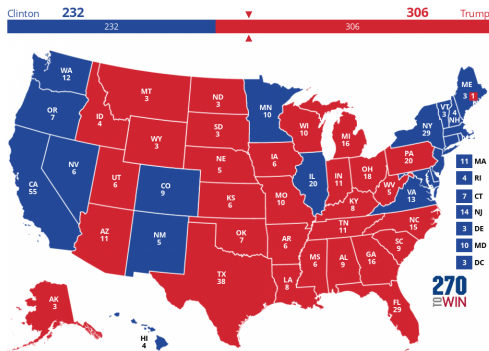 Clinton 232 306 Trump
232 306
WA
12
OR
7
CA
55
NV
6
ID
4
MT
3
WY
3
UT
6
AZ
11
CO
9
NM
5
ND
3
SD
3
NE
5
KS
6
OK
7
TX
38
MN
10
IA
6
MO
10
AR
6
LA
8
WI
10
IL
20
MI
16
IN
11
OH
18
KY
8
TN
11
MS
6
AL
9
GA
16
FL
29
SC
9
NC
15
VA
13
WV
5
PA
20
NY
29
VT
3
4
NH
ME
3 1
11 MA
4 RI
7 CT
14 NJ
3 DE
10 MD
3 DC
AK
3
HI
4
270
TO WIN